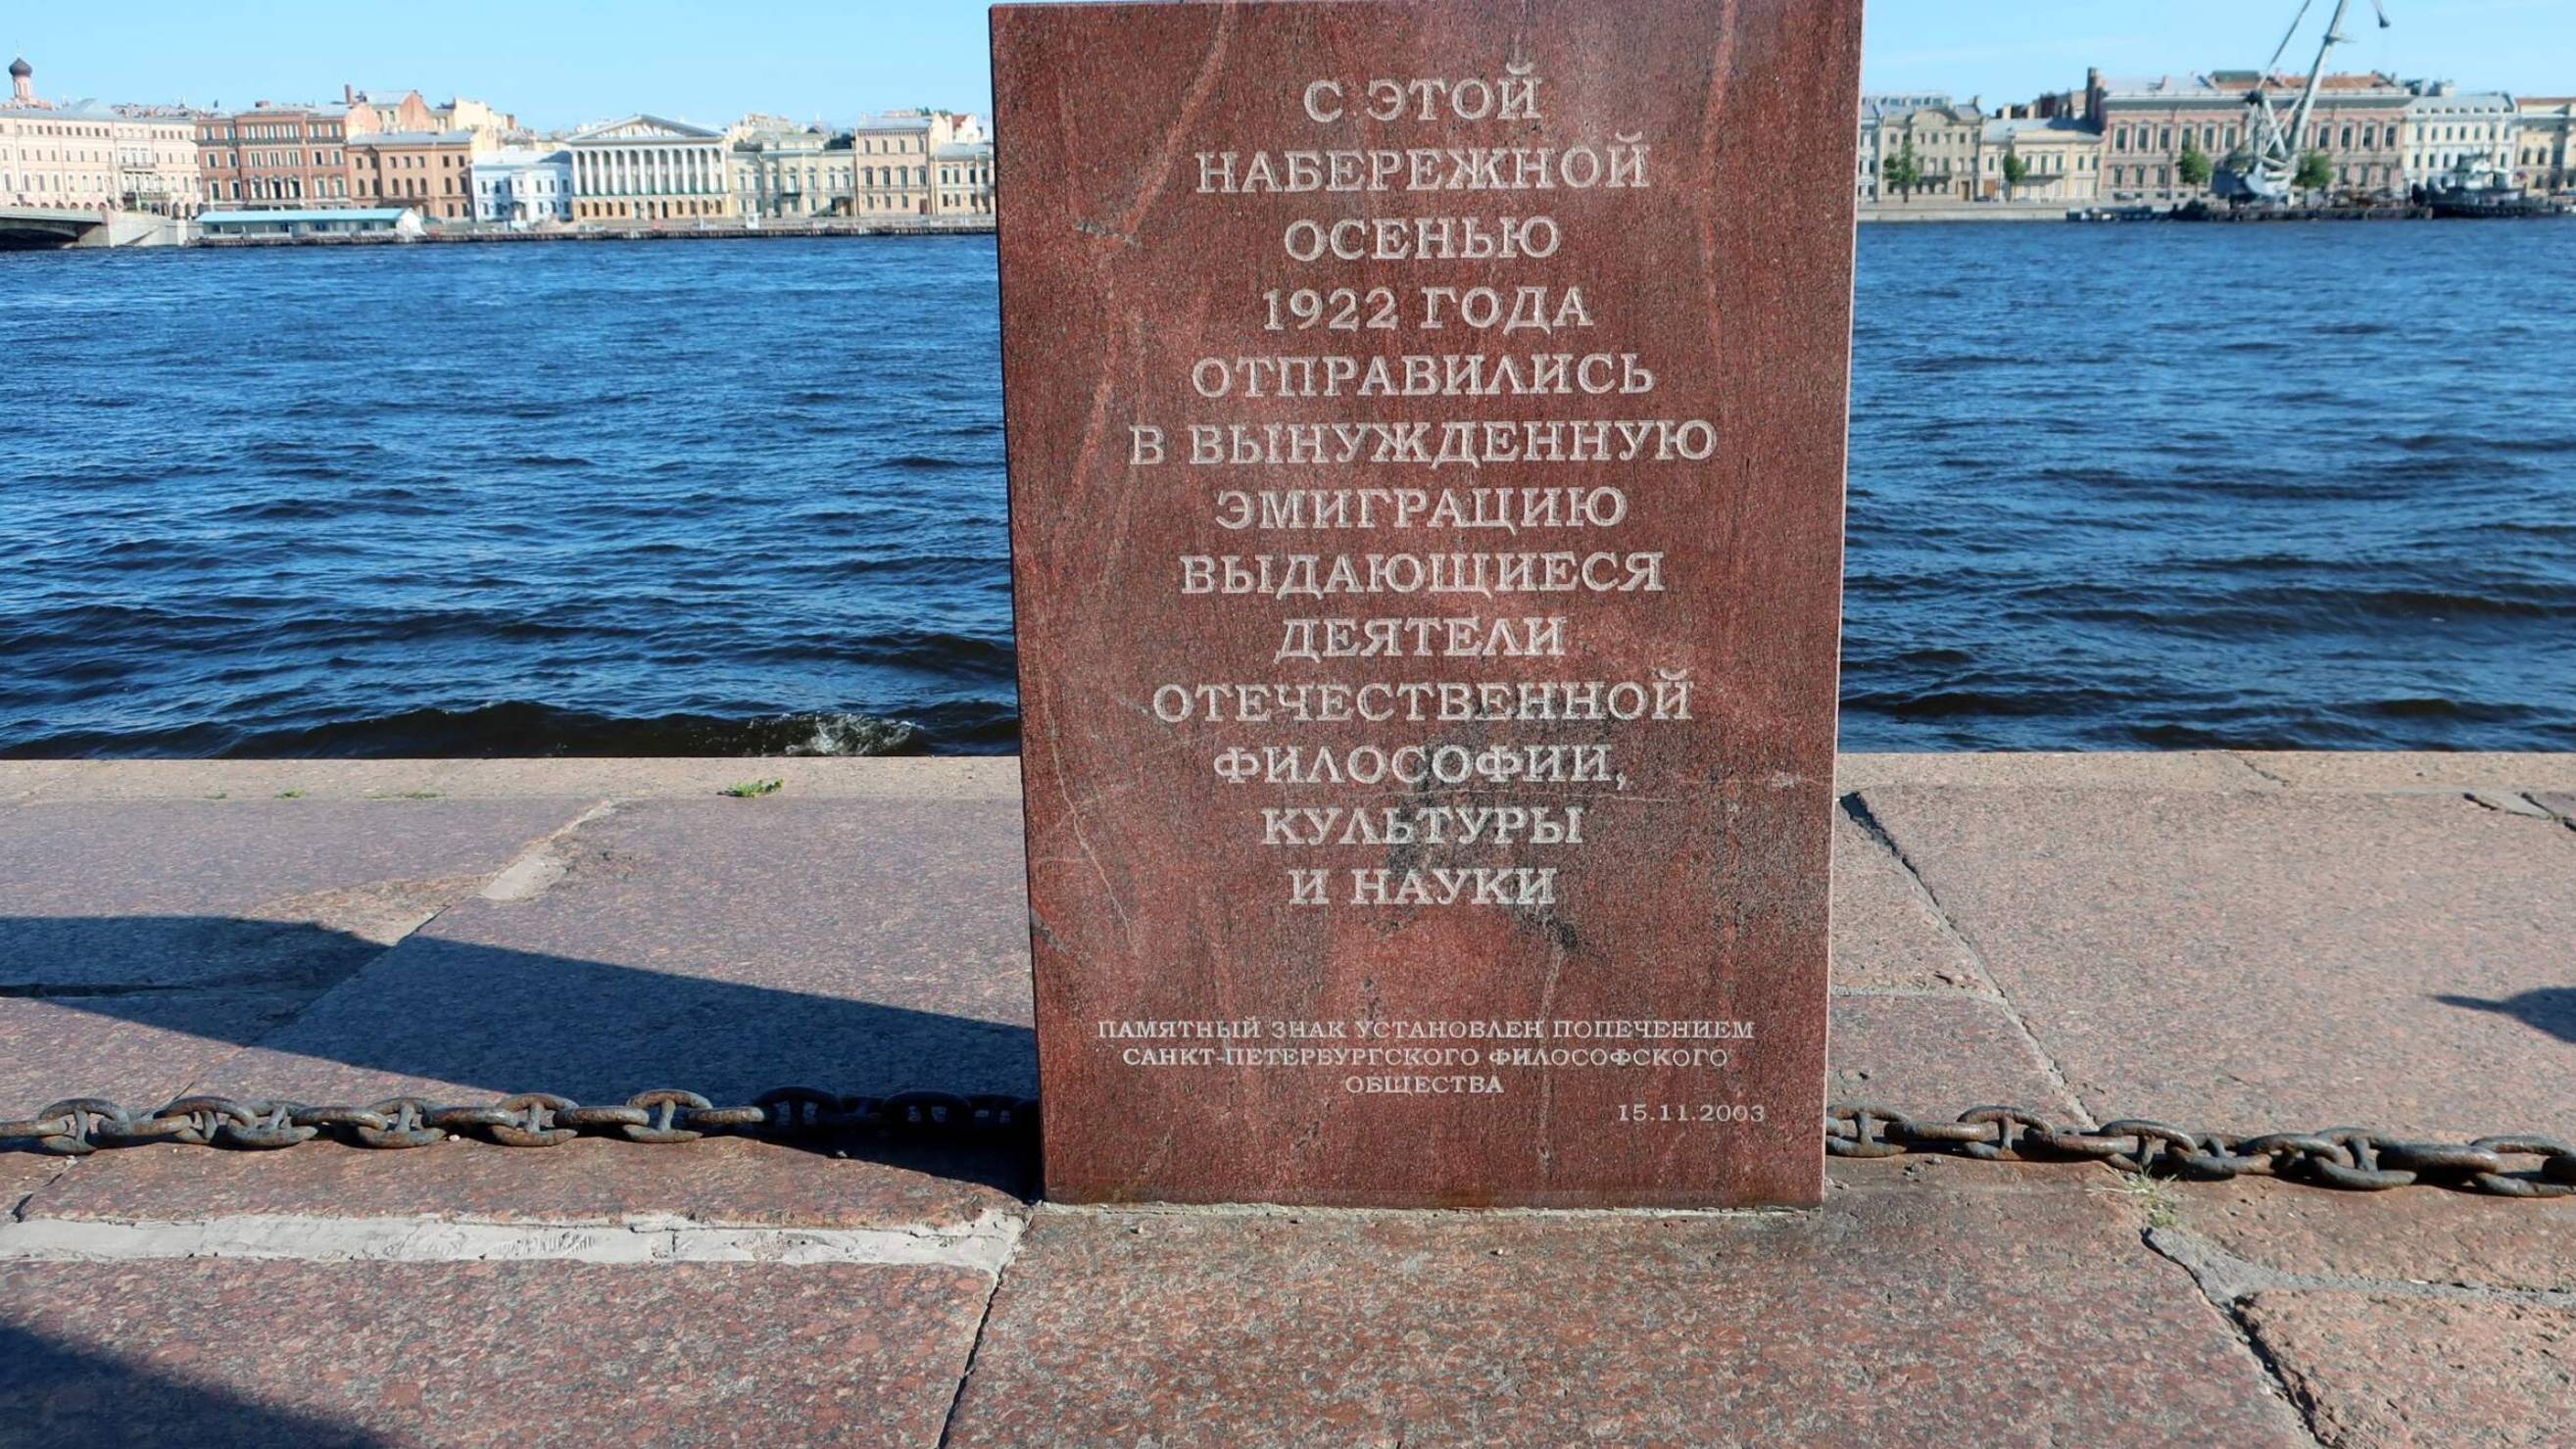 С ЭТОЙ
НАБЕРЕЖНОЙ
ОСЕНЬЮ
1922 ГОДА
ОТПРАВИЛИСЬ
В ВЫНУЖДЕННУЮ
ЭМИГРАЦИЮ
ВЫДАЮЩИЕСЯ
ДЕЯТЕЛИ
ОТЕЧЕСТВЕННОЙ
ФИЛОСОФИИ,
КУЛЬТУРЫ
И НАУКИ
ПАМЯТНЫЙ ЗНАК УСТАНОВЛЕН ПОПЕЧЕНИЕМ
САНКТ-ПЕТЕРБУРГСКОГО ФИЛОСОФСКОГО
ОБЩЕСТВА
15.11.2003